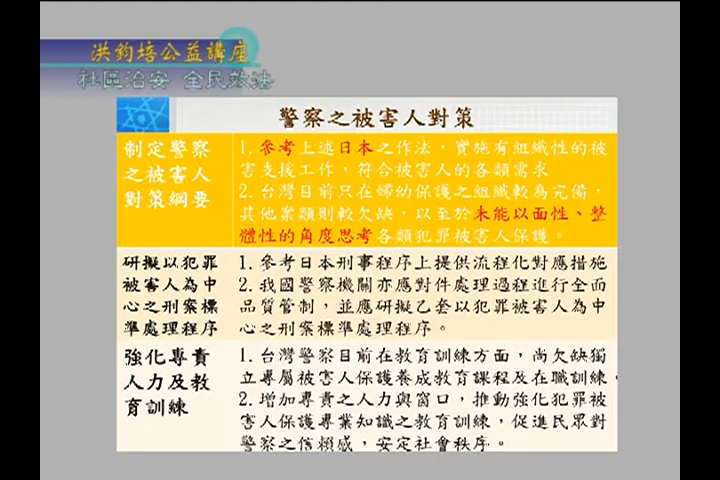 洪鈞培公益講座
社區治安 全民效法
警察之被害人對策
制定警察
之被害人
對策綱要
1. 參考上述日本之作法，實施有組織性的被
害支援工作，符合被害人的各類需求
2. 台灣目前只在婦幼保護之組織較為完備，
其他案類則較欠缺，以至於未能以面性、整
體性的角度思考各類犯罪被害人保護。
研擬以犯罪
被害人為中
心之刑案標
準處理程序
1. 參考日本刑事程序上提供流程化對應措施
2. 我國警察機關亦應對件處理過程進行全面
品質管制，並應研擬乙套以犯罪被害人為中
心之刑案標準處理程序。
強化專責
人力及教
育訓練
1. 台灣警察目前在教育訓練方面，尚欠缺獨
立專屬被害人保護養成教育課程及在職訓練。
2. 增加專責之人力與窗口，推動強化犯罪被
害人保護專業知識之教育訓練，促進民眾對
警察之信賴感，安定社會秩序。